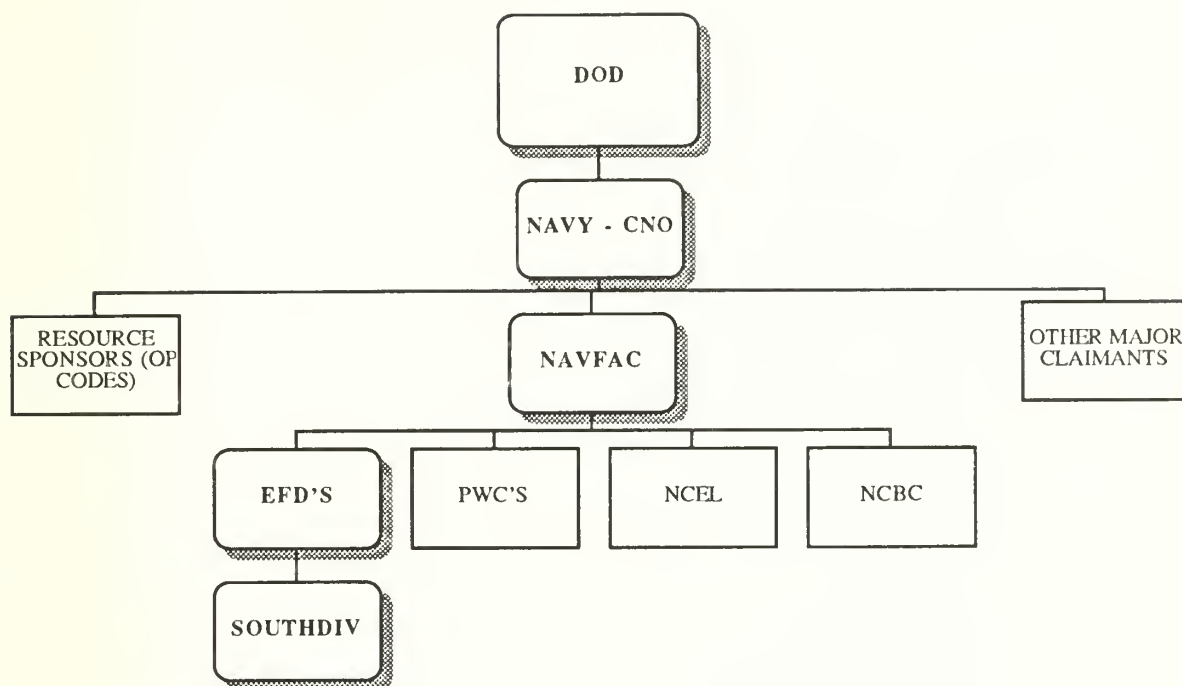 DOD
NAVY - CNO
RESOURCE
SPONSORS (OP
CODES)
NAVFAC
OTHER MAJOR
CLAIMANTS
EFD'S
PWC'S
NCEL
NCBC
SOUTHDIV